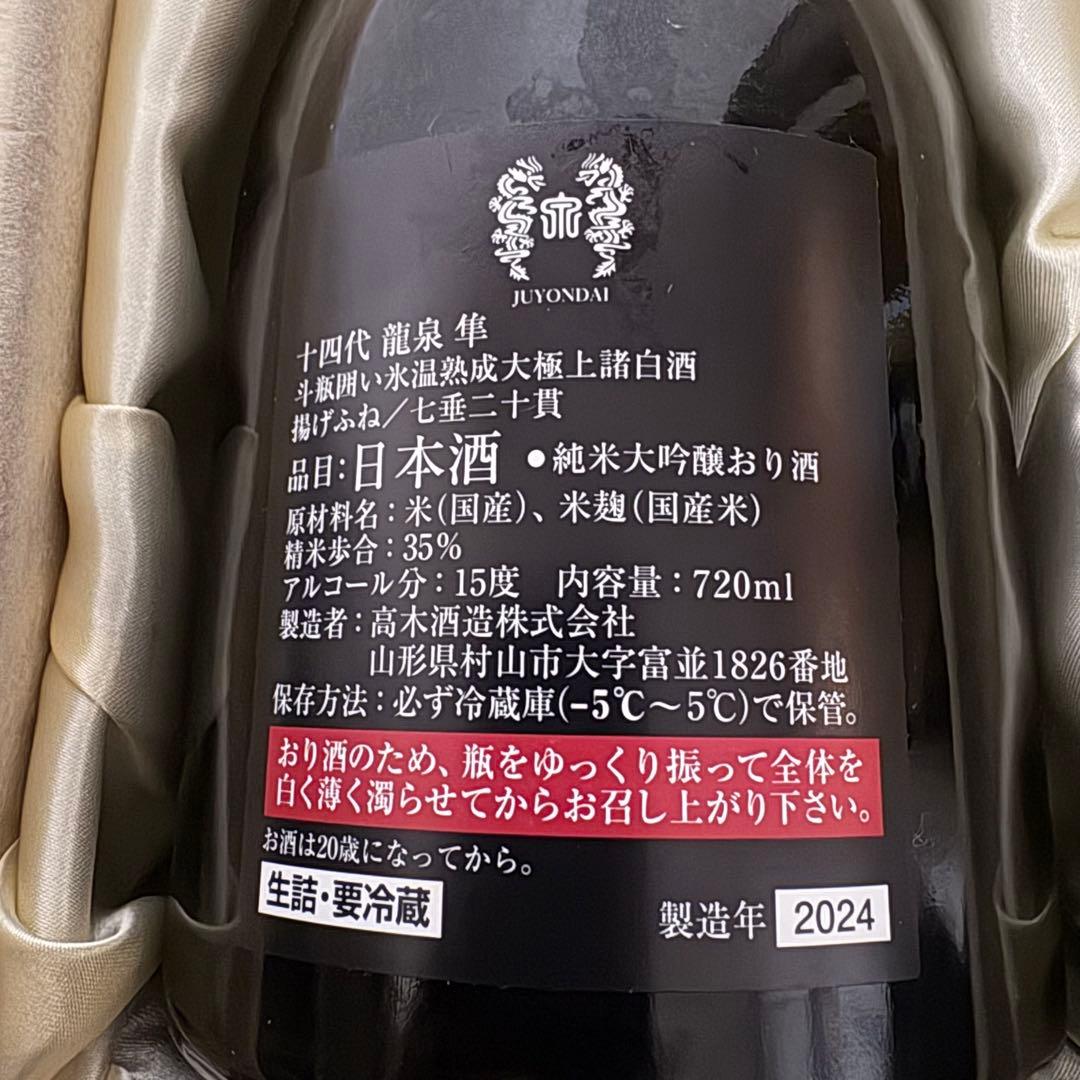 JUYONDAI
十四代 龍泉 隼
斗瓶囲い氷温熟成大極上諸白酒
揚げふね／七垂二十貫
品目：日本酒 ●純米大吟醸おり酒
原材料名：米（国産）、米麹（国産米）
精米歩合：35%
アルコール分：15度 内容量：720ml
製造者：高木酒造株式会社
山形県村山市大字富並1826番地
保存方法：必ず冷蔵庫(-5℃～5℃)で保管。
おり酒のため、瓶をゆっくり振って全体を
白く薄く濁らせてからお召し上がり下さい。
お酒は20歳になってから。
生詰・要冷蔵
製造年 2024